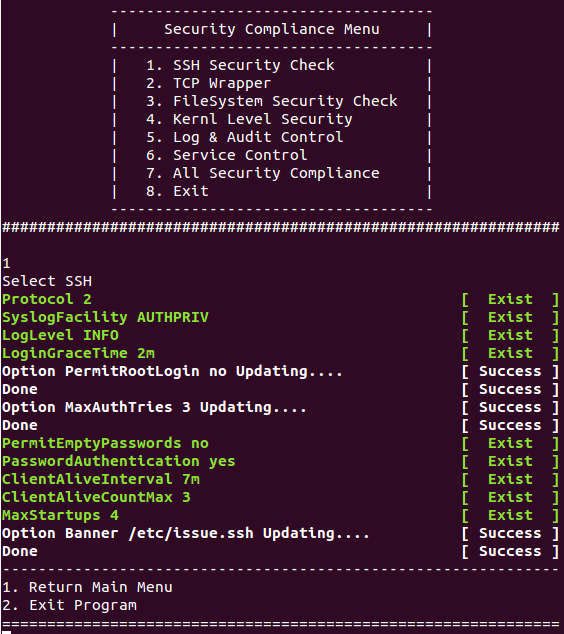 ------------------------------------
|     Security Compliance Menu     |
------------------------------------
|   1. SSH Security Check          |
|   2. TCP Wrapper                 |
|   3. FileSystem Security Check   |
|   4. Kernl Level Security        |
|   5. Log & Audit Control         |
|   6. Service Control             |
|   7. All Security Compliance     |
|   8. Exit                        |
------------------------------------
##############################################################
1
Select SSH
Protocol 2                                         [  Exist  ]
SyslogFacility AUTHPRIV                            [  Exist  ]
LogLevel INFO                                      [  Exist  ]
LoginGraceTime 2m                                  [  Exist  ]
Option PermitRootLogin no Updating....             [ Success ]
Done                                               [ Success ]
Option MaxAuthTries 3 Updating....                 [ Success ]
Done                                               [ Success ]
PermitEmptyPasswords no                            [  Exist  ]
PasswordAuthentication yes                         [  Exist  ]
ClientAliveInterval 7m                             [  Exist  ]
ClientAliveCountMax 3                              [  Exist  ]
MaxStartups 4                                      [  Exist  ]
Option Banner /etc/issue.ssh Updating....          [ Success ]
Done                                               [ Success ]
--------------------------------------------------------------
1. Return Main Menu
2. Exit Program
==============================================================